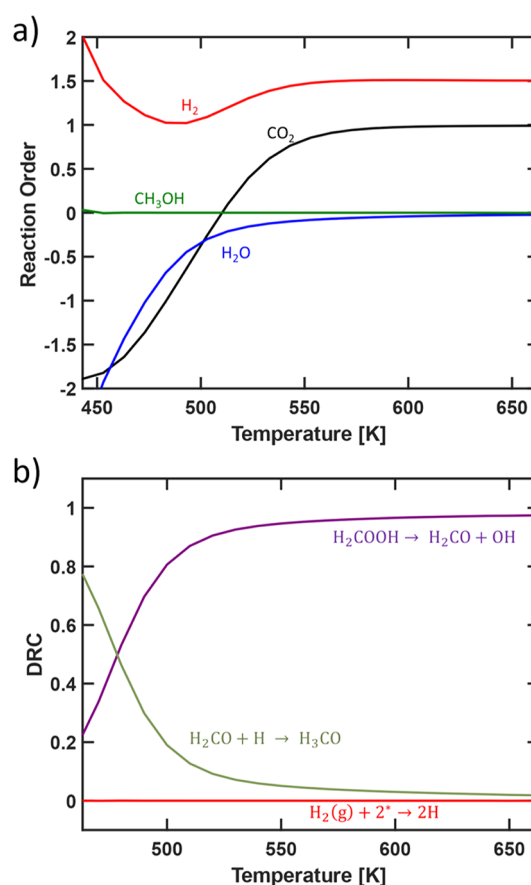 a)
2
1.5
1
0.5
0
-0.5
-1
-1.5
-2
Reaction Order
H₂
CO₂
CH₃OH
H₂O
450 500 550 600 650
Temperature [K]
b)
1
0.8
0.6
0.4
0.2
0
DRC
H₂COOH → H₂CO + OH
H₂CO + H → H₃CO
H₂(g) + 2* → 2H
500 550 600 650
Temperature [K]